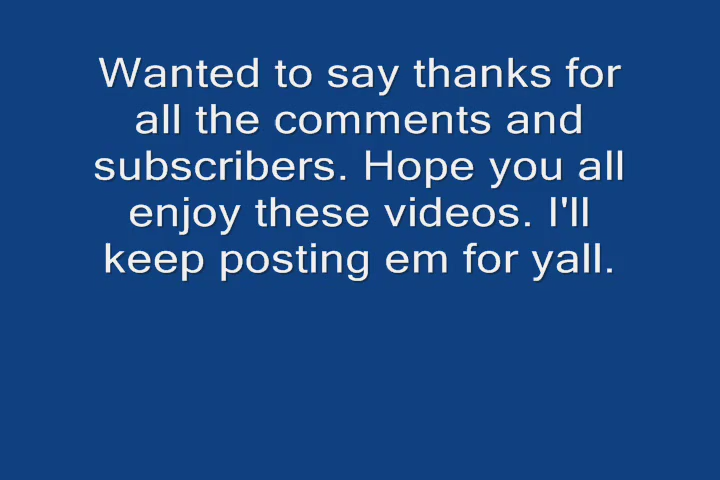 Wanted to say thanks for
all the comments and
subscribers. Hope you all
enjoy these videos. I'll
keep posting em for yall.